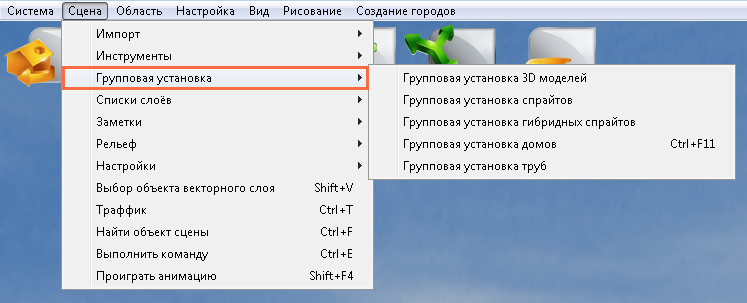 Система Сцена Область Настройка Вид Рисование Создание городов
Импорт
Инструменты
Групповая установка
Списки слоёв
Заметки
Рельеф
Настройки
Выбор объекта векторного слоя Shift+V
Траффик Ctrl+T
Найти объект сцены Ctrl+F
Выполнить команду Ctrl+E
Проиграть анимацию Shift+F4
Групповая установка 3D моделей
Групповая установка спрайтов
Групповая установка гибридных спрайтов
Групповая установка домов Ctrl+F11
Групповая установка труб